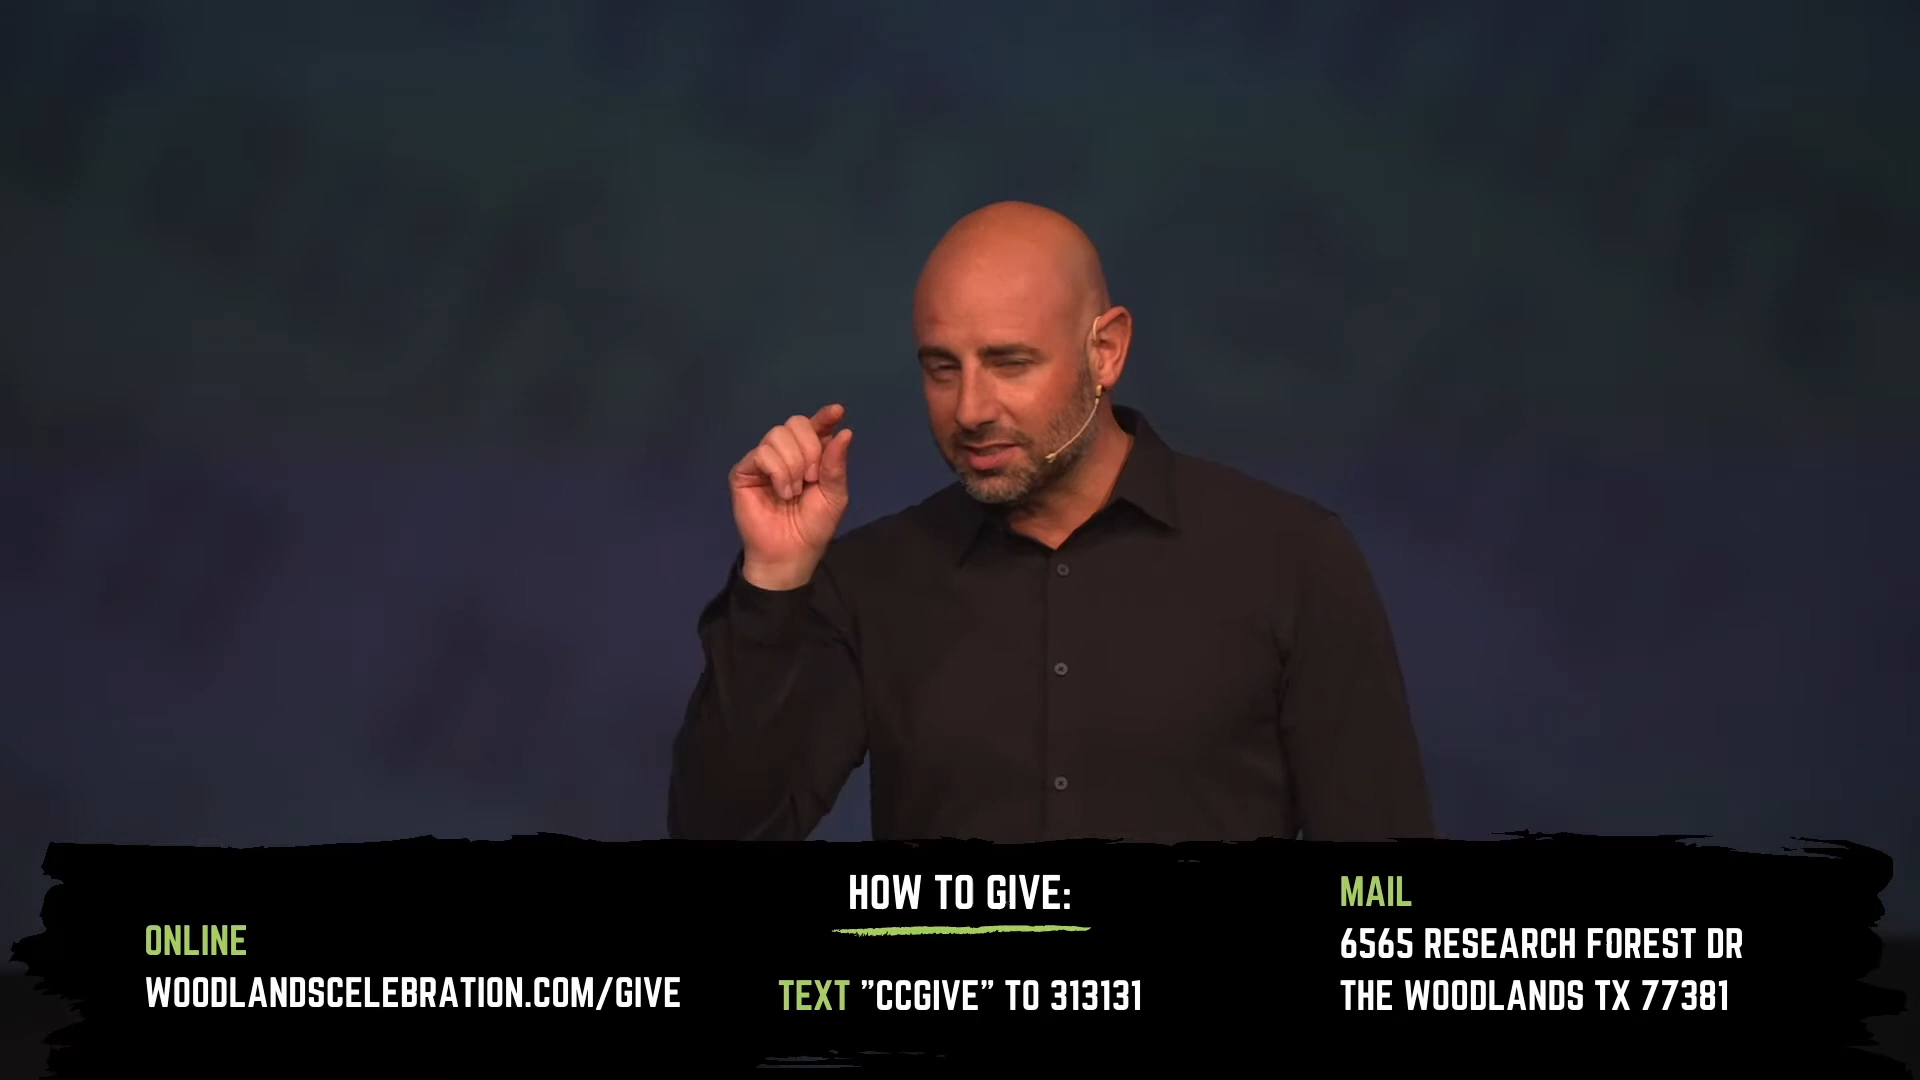 HOW TO GIVE:
ONLINE
WOODLANDSCELEBRATION.COM/GIVE
TEXT "CCGIVE" TO 313131
MAIL
6565 RESEARCH FOREST DR
THE WOODLANDS TX 77381